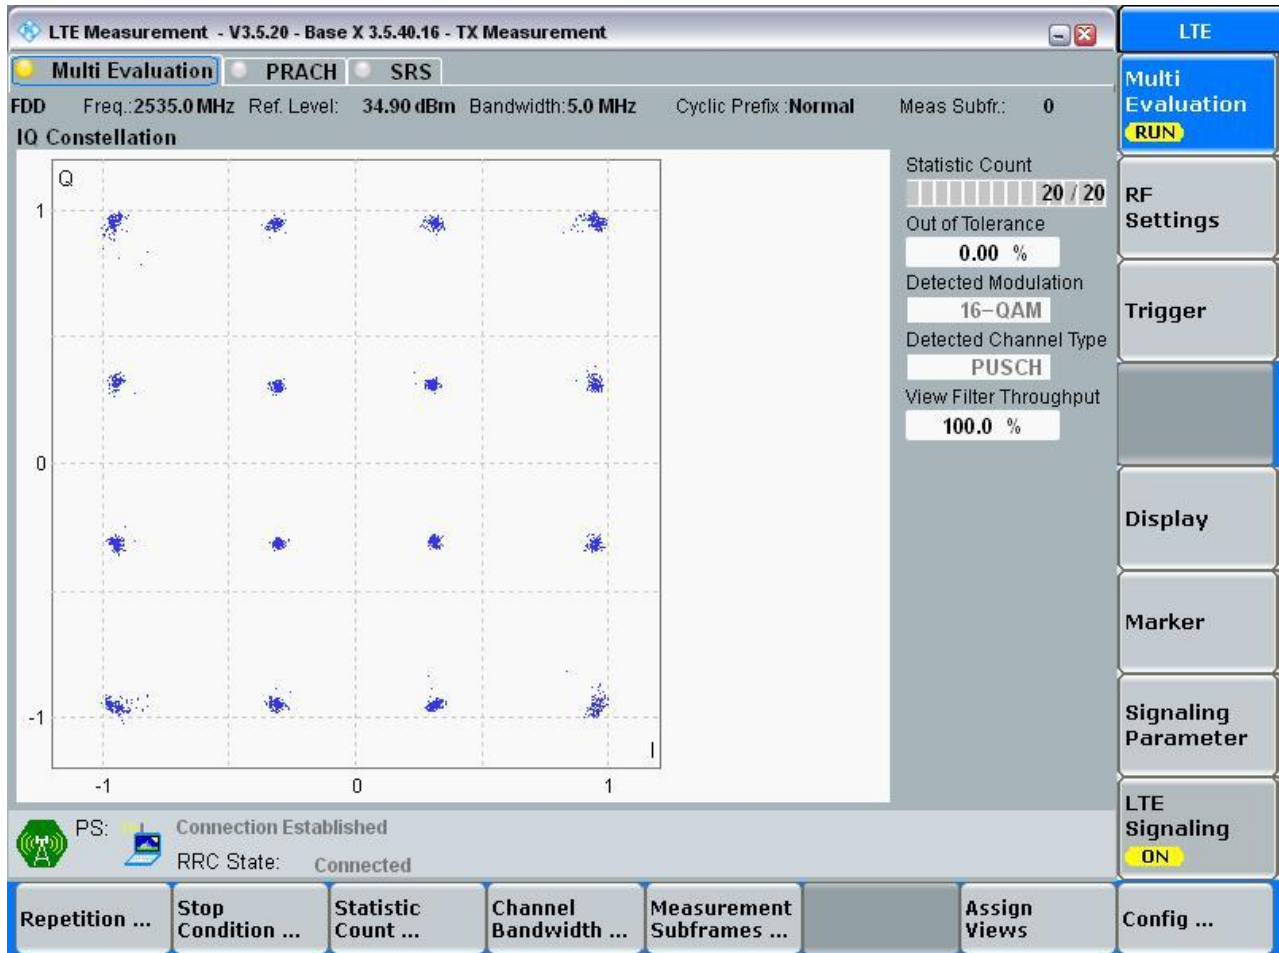 LTE Measurement - V3.5.20 - Base X 3.5.40.16 - TX Measurement
LTE
Multi Evaluation PRACH SRS
FDD Freq.:2535.0 MHz Ref. Level: 34.90 dBm Bandwidth:5.0 MHz Cyclic Prefix :Normal Meas Subfr.: 0
IQ Constellation
Q
1
0
-1
-1 0 1
I
Statistic Count
20 / 20
Out of Tolerance
0.00 %
Detected Modulation
16-QAM
Detected Channel Type
PUSCH
View Filter Throughput
100.0 %
Multi
Evaluation
RUN
RF
Settings
Trigger
Display
Marker
Signaling
Parameter
LTE
Signaling
ON
PS: Connection Established
RRC State: Connected
Repetition ...
Stop
Condition ...
Statistic
Count ...
Channel
Bandwidth ...
Measurement
Subframes ...
Assign
Views
Config ...